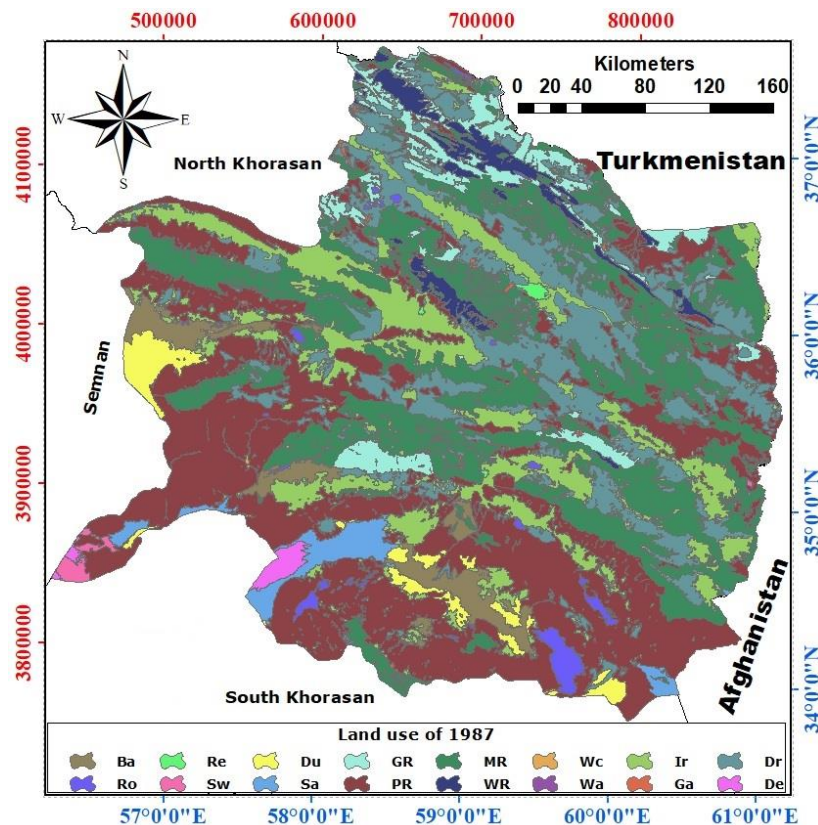 500000 600000 700000 800000
N
W E
S
Kilometers
0 20 40 80 120 160
North Khorasan
Turkmenistan
4100000
37°0'0"N
4000000
36°0'0"N
Semnan
3900000
35°0'0"N
3800000
34°0'0"N
South Khorasan
Afghanistan
Land use of 1987
Ba Re Du GR MR Wc Ir Dr
Ro Sw Sa PR WR Wa Ga De
57°0'0"E 58°0'0"E 59°0'0"E 60°0'0"E 61°0'0"E